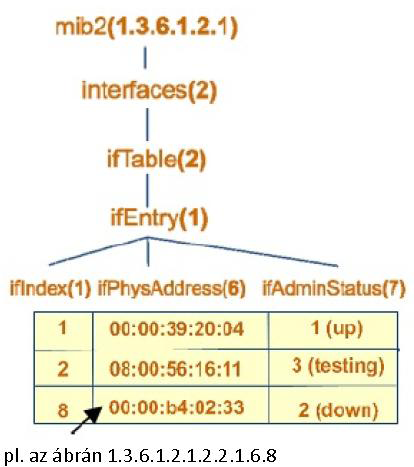 mib2(1.3.6.1.2.1)
interfaces(2)
ifTable(2)
ifEntry(1)
ifIndex(1) ifPhysAddress(6) ifAdminStatus(7)
1 00:00:39:20:04 1 (up)
2 08:00:56:16:11 3 (testing)
8 00:00:b4:02:33 2 (down)
pl. az ábrán 1.3.6.1.2.1.2.2.1.6.8